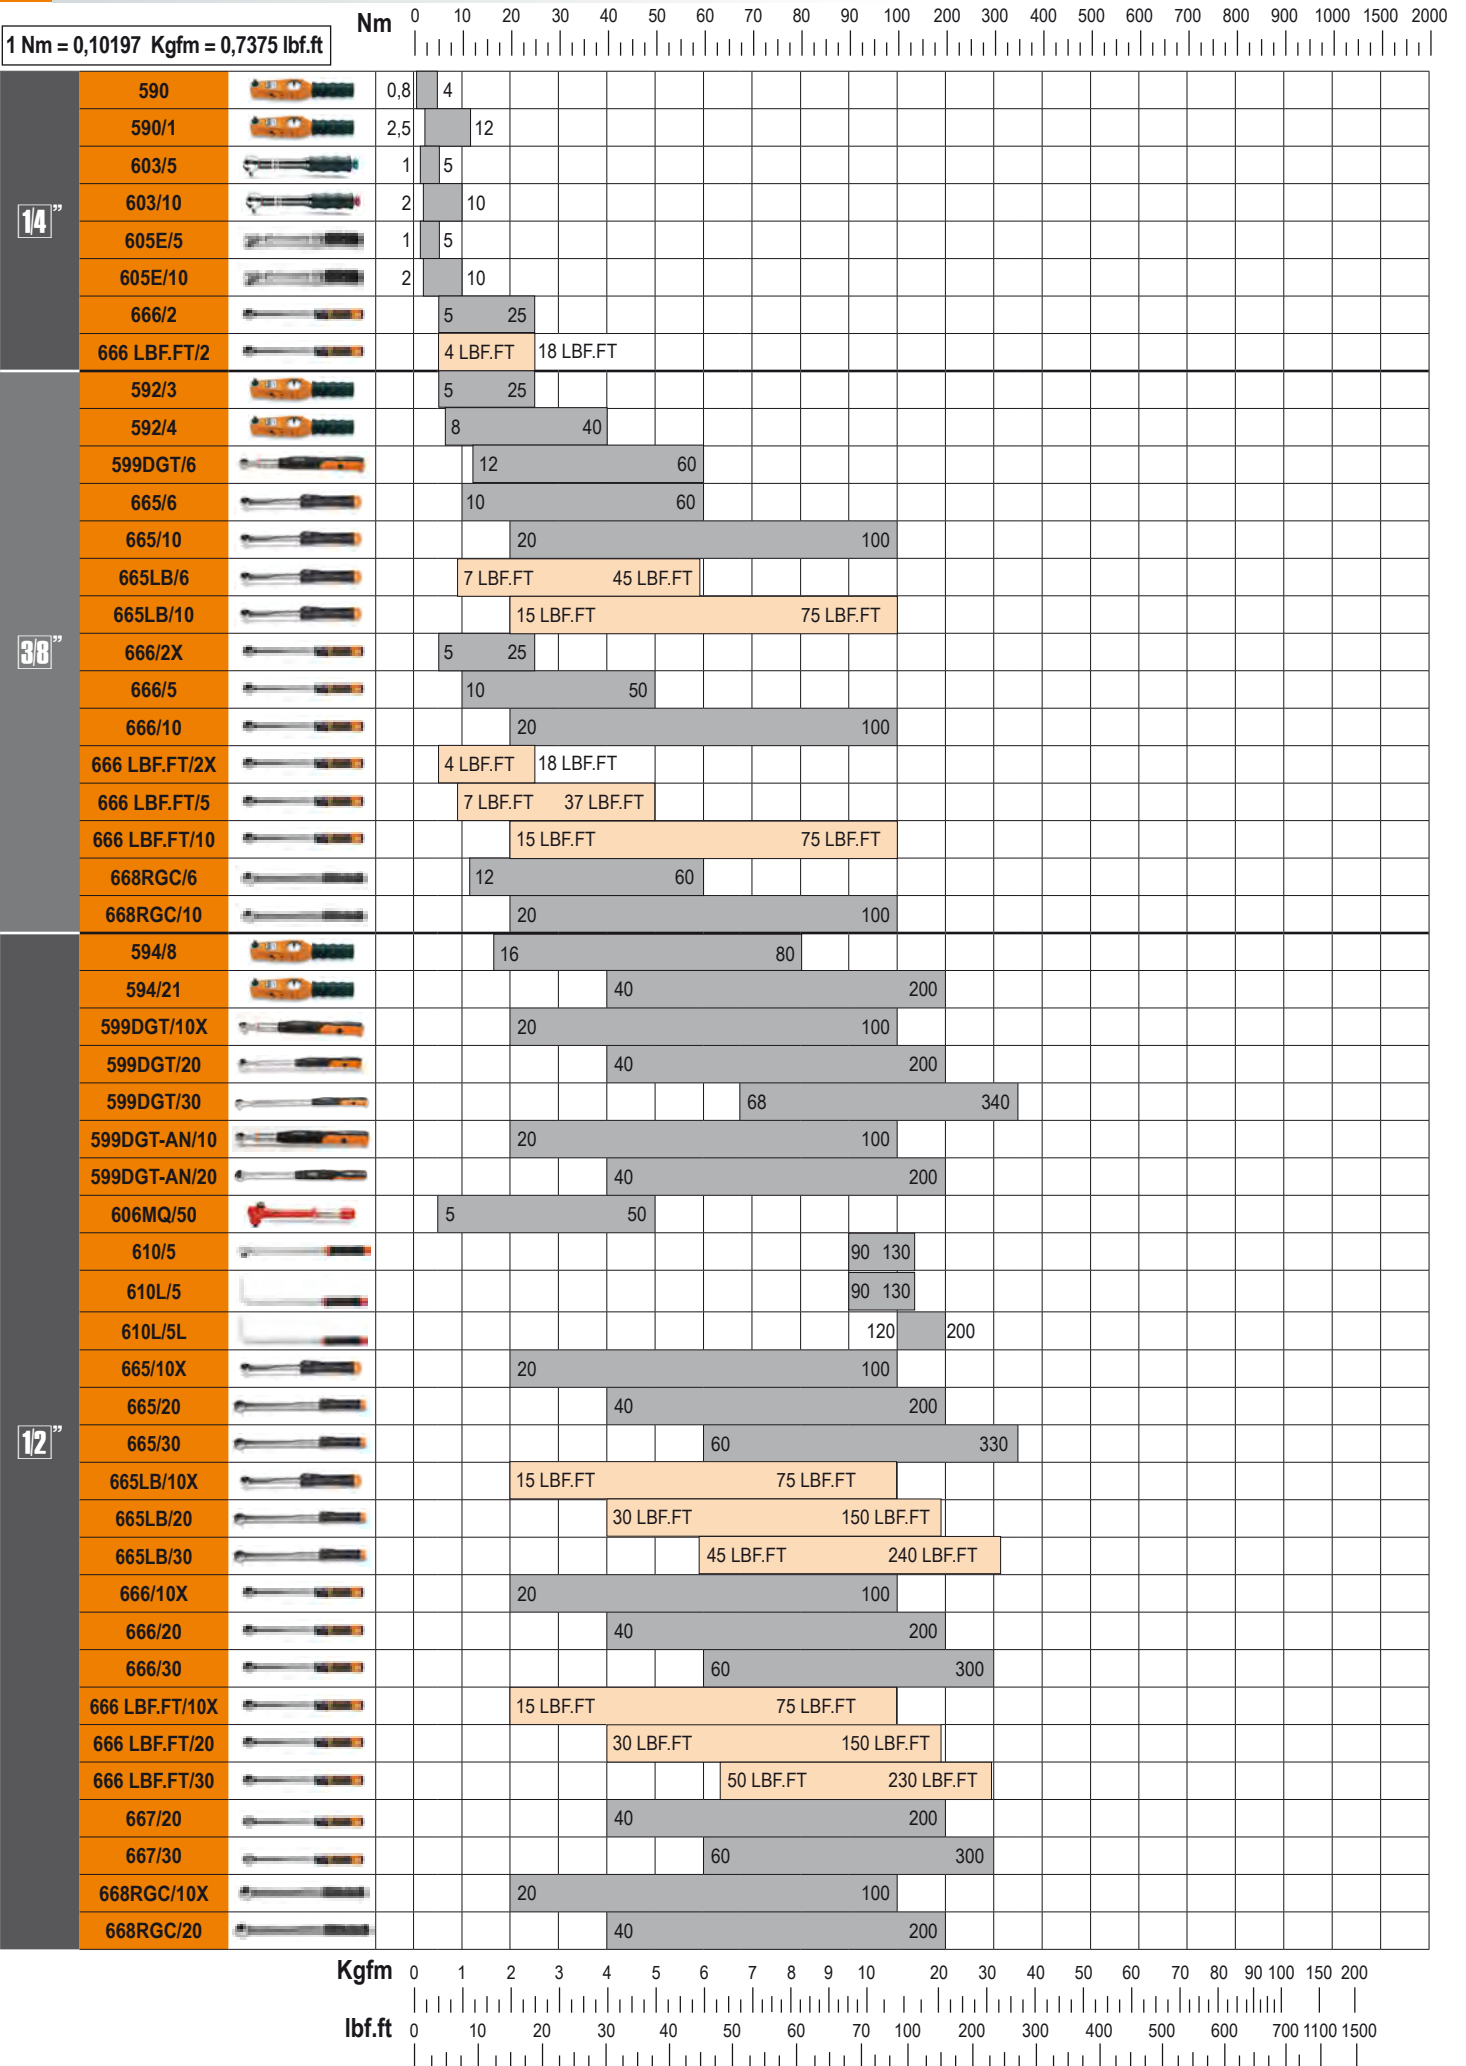 Nm 0 10 20 30 40 50 60 70 80 90 100 200 300 400 500 600 700 800 900 1000 1500 2000
1 Nm = 0,10197 Kgfm = 0,7375 lbf.ft
1/4”
590 0,8 4
590/1 2,5 12
603/5 1 5
603/10 2 10
605E/5 1 5
605E/10 2 10
666/2 5 25
666 LBF.FT/2 4 LBF.FT 18 LBF.FT
3/8”
592/3 5 25
592/4 8 40
599DGT/6 12 60
665/6 10 60
665/10 20 100
665LB/6 7 LBF.FT 45 LBF.FT
665LB/10 15 LBF.FT 75 LBF.FT
666/2X 5 25
666/5 10 50
666/10 20 100
666 LBF.FT/2X 4 LBF.FT 18 LBF.FT
666 LBF.FT/5 7 LBF.FT 37 LBF.FT
666 LBF.FT/10 15 LBF.FT 75 LBF.FT
668RGC/6 12 60
668RGC/10 20 100
1/2”
594/8 16 80
594/21 40 200
599DGT/10X 20 100
599DGT/20 40 200
599DGT/30 68 340
599DGT-AN/10 20 100
599DGT-AN/20 40 200
606MQ/50 5 50
610/5 90 130
610L/5 90 130
610L/5L 120 200
665/10X 20 100
665/20 40 200
665/30 60 330
665LB/10X 15 LBF.FT 75 LBF.FT
665LB/20 30 LBF.FT 150 LBF.FT
665LB/30 45 LBF.FT 240 LBF.FT
666/10X 20 100
666/20 40 200
666/30 60 300
666 LBF.FT/10X 15 LBF.FT 75 LBF.FT
666 LBF.FT/20 30 LBF.FT 150 LBF.FT
666 LBF.FT/30 50 LBF.FT 230 LBF.FT
667/20 40 200
667/30 60 300
668RGC/10X 20 100
668RGC/20 40 200
Kgfm 0 1 2 3 4 5 6 7 8 9 10 20 30 40 50 60 70 80 90 100 150 200
lbf.ft 0 10 20 30 40 50 60 70 100 200 300 400 500 600 700 1100 1500